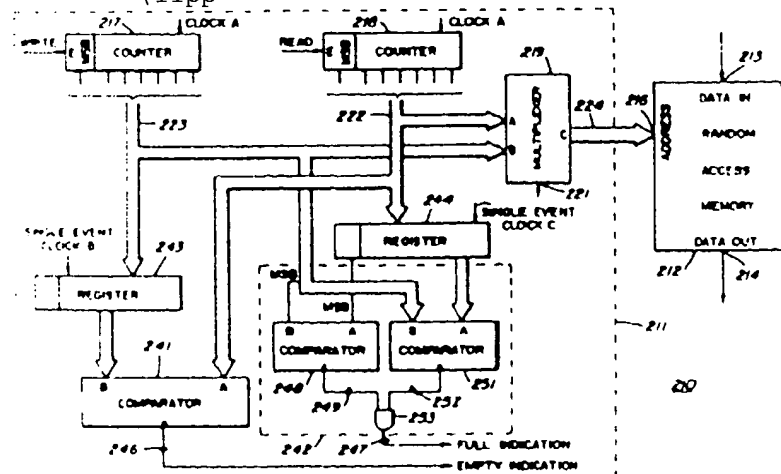 217
CLOCK A
MSB
COUNTER
E
218
CLOCK A
READ
E
MSB
COUNTER
219
MULTIPLEXER
A
B
C
221
224
213
216
DATA IN
ADDRESS
RANDOM
ACCESS
MEMORY
DATA OUT
212
214
223
222
244
SINGLE EVENT
CLOCK C
REGISTER
SINGLE EVENT
CLOCK B
243
REGISTER
MSB
MSB
211
B
A
COMPARATOR
B
A
COMPARATOR
241
B
A
COMPARATOR
248
249
252
251
253
210
246
242
247
FULL INDICATION
EMPTY INDICATION